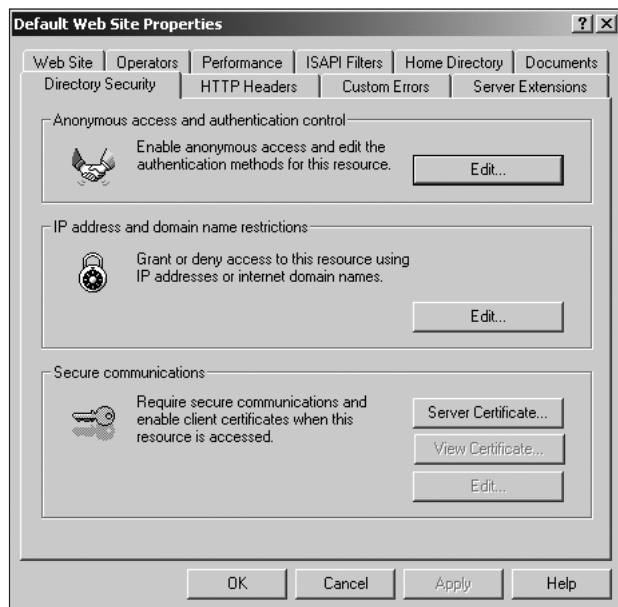 Default Web Site Properties
Web Site Operators Performance ISAPI Filters Home Directory Documents
Directory Security HTTP Headers Custom Errors Server Extensions
Anonymous access and authentication control
Enable anonymous access and edit the
authentication methods for this resource.
Edit...
IP address and domain name restrictions
Grant or deny access to this resource using
IP addresses or internet domain names.
Edit...
Secure communications
Require secure communications and
enable client certificates when this
resource is accessed.
Server Certificate...
View Certificate...
Edit...
OK Cancel Apply Help